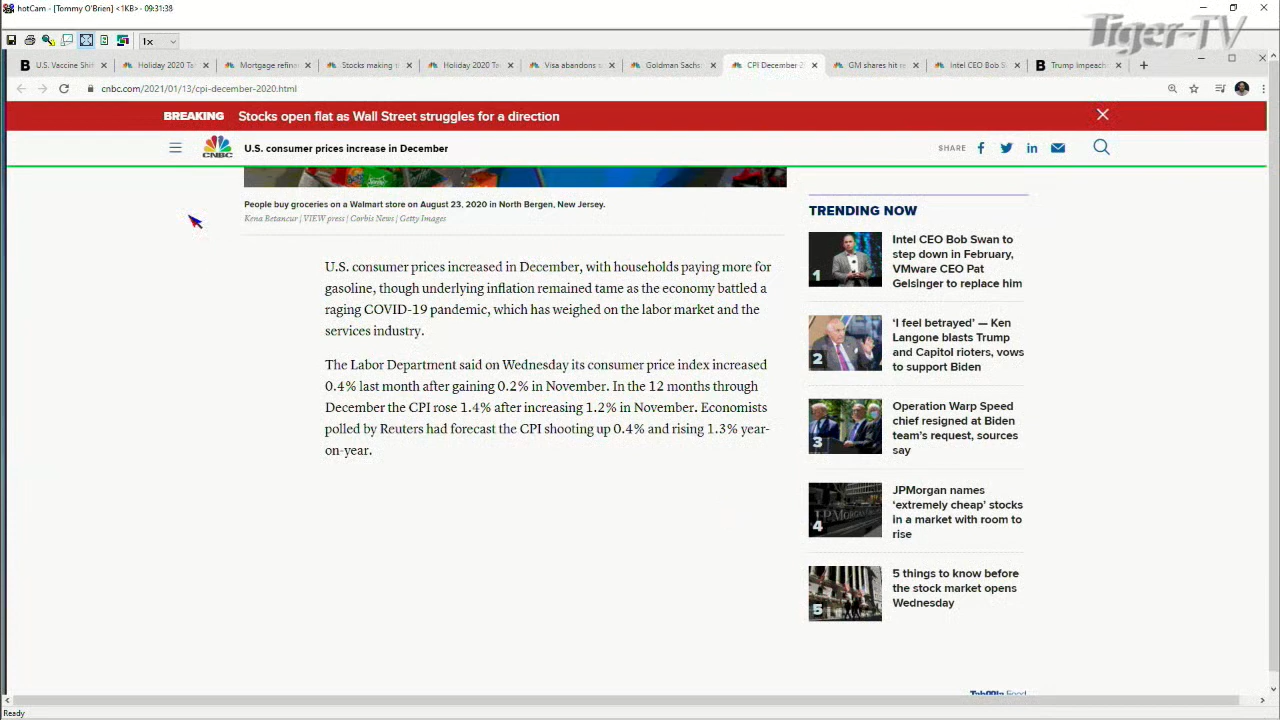 hotCam - [Tommy O'Brien] <1KB> - 09:31:38
Tiger-TV
1x
U.S. Vaccine Shi
Holiday 2020 To
Mortgage refin
Stocks making
Holiday 2020 To
Visa abandons
Goldman Sachs
CPI December 2
GM shares hit re
Intel CEO Bob S
Trump Impeach
cnbc.com/2021/01/13/cpi-december-2020.html
BREAKING Stocks open flat as Wall Street struggles for a direction
CNBC
U.S. consumer prices increase in December
SHARE
People buy groceries on a Walmart store on August 23, 2020 in North Bergen, New Jersey.
Kena Betancur | VIEW press | Corbis News | Getty Images
U.S. consumer prices increased in December, with households paying more for
gasoline, though underlying inflation remained tame as the economy battled a
raging COVID-19 pandemic, which has weighed on the labor market and the
services industry.
The Labor Department said on Wednesday its consumer price index increased
0.4% last month after gaining 0.2% in November. In the 12 months through
December the CPI rose 1.4% after increasing 1.2% in November. Economists
polled by Reuters had forecast the CPI shooting up 0.4% and rising 1.3% year-
on-year.
TRENDING NOW
1
Intel CEO Bob Swan to
step down in February,
VMware CEO Pat
Gelsinger to replace him
2
‘I feel betrayed’ — Ken
Langone blasts Trump
and Capitol rioters, vows
to support Biden
3
Operation Warp Speed
chief resigned at Biden
team’s request, sources
say
4
JPMorgan names
‘extremely cheap’ stocks
in a market with room to
rise
5
5 things to know before
the stock market opens
Wednesday
Taboola Feed
Ready